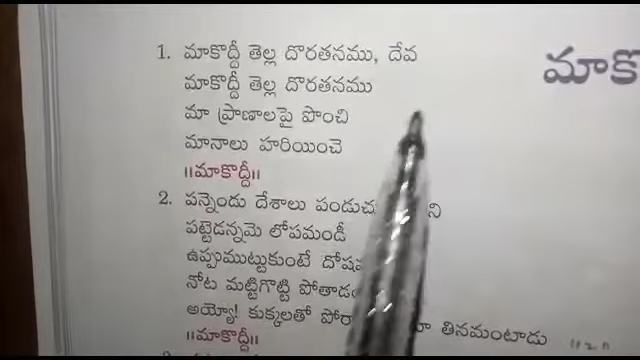 1. మాకొద్దీ తెల్ల దొరతనము, దేవ
మాకొద్దీ తెల్ల దొరతనము
మా ప్రాణాలపై పొంచి
మానాలు హరియించె
॥మాకొద్దీ॥
2. పన్నెండు దేశాలు
పట్టెడన్నమె లోపమండీ
ఉప్పుముట్టుకుంటే
నోట మట్టిగొట్టి
అయ్యో! కుక్కలతో తినమంటాడు
॥మాకొద్దీ॥